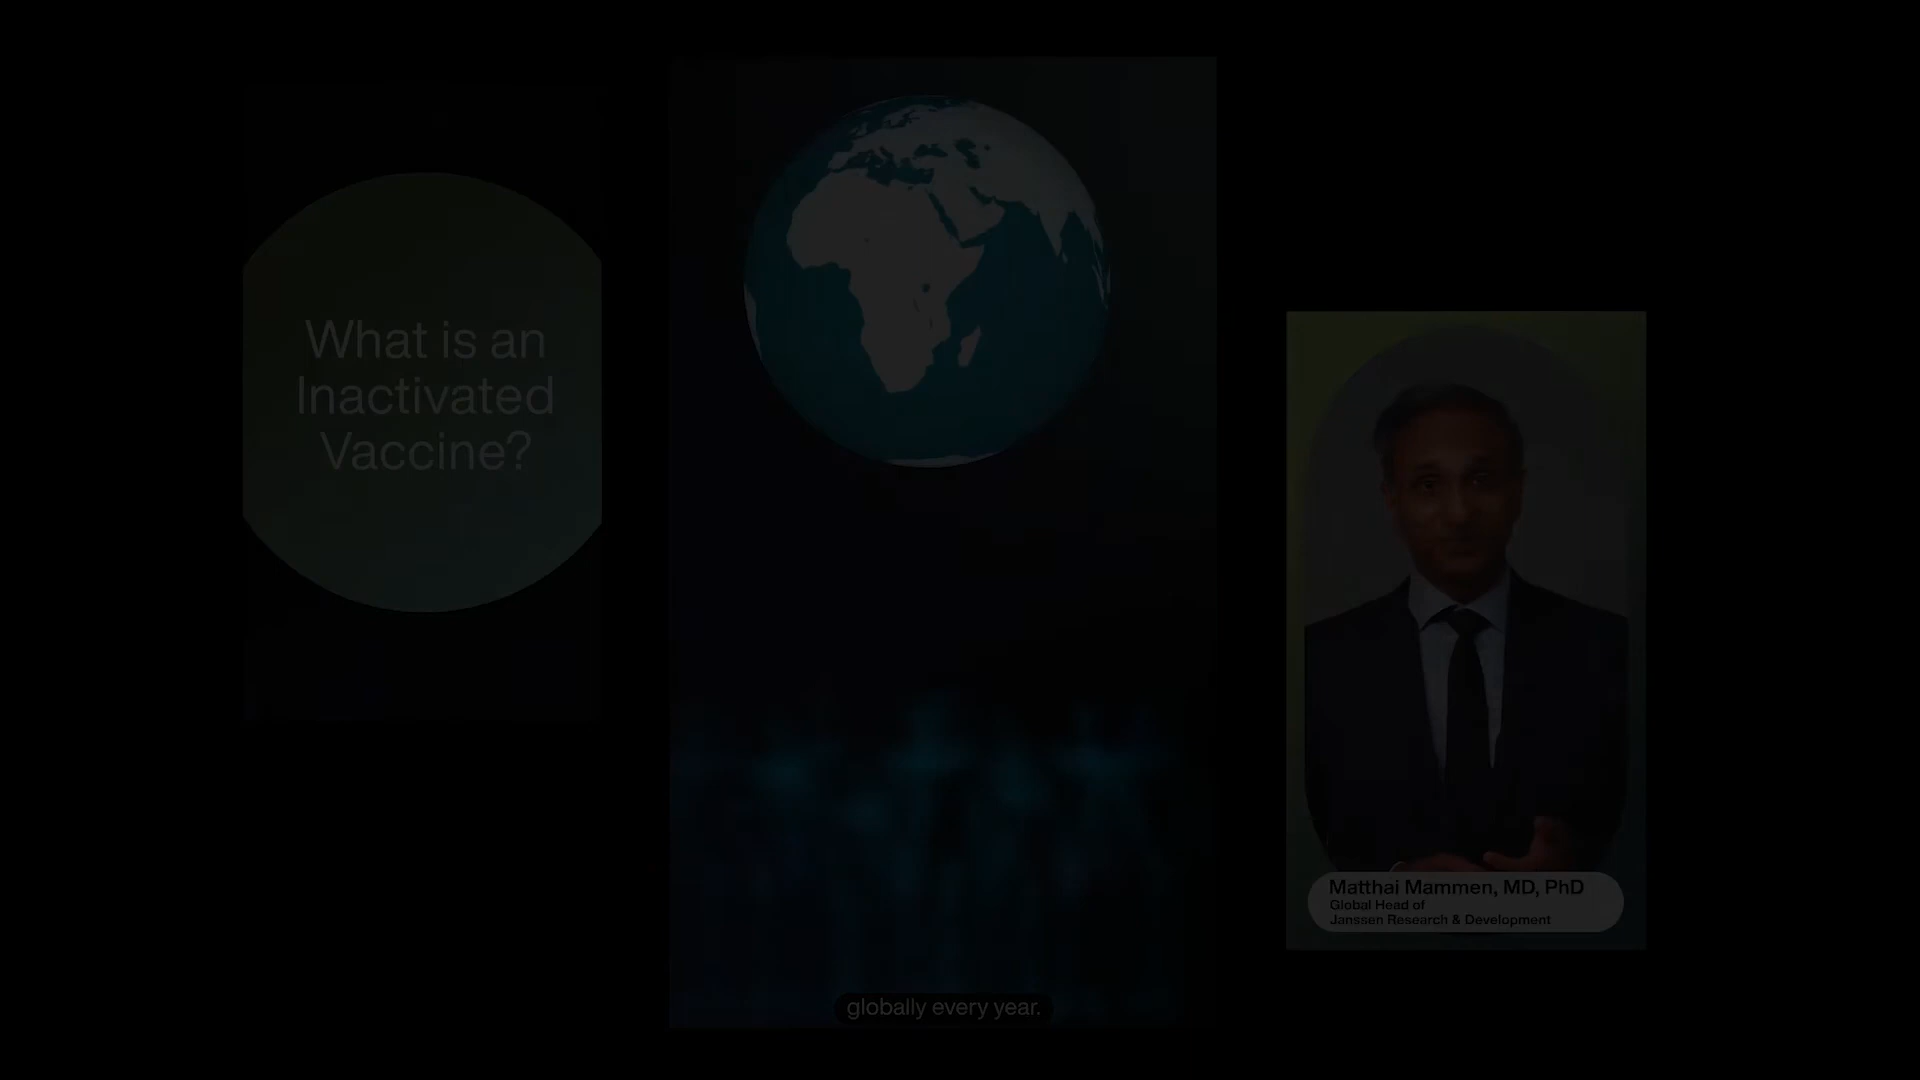 What is an
Inactivated
Vaccine?
globally every year.
Matthai Mammen, MD, PhD
Global Head of
Janssen Research & Development